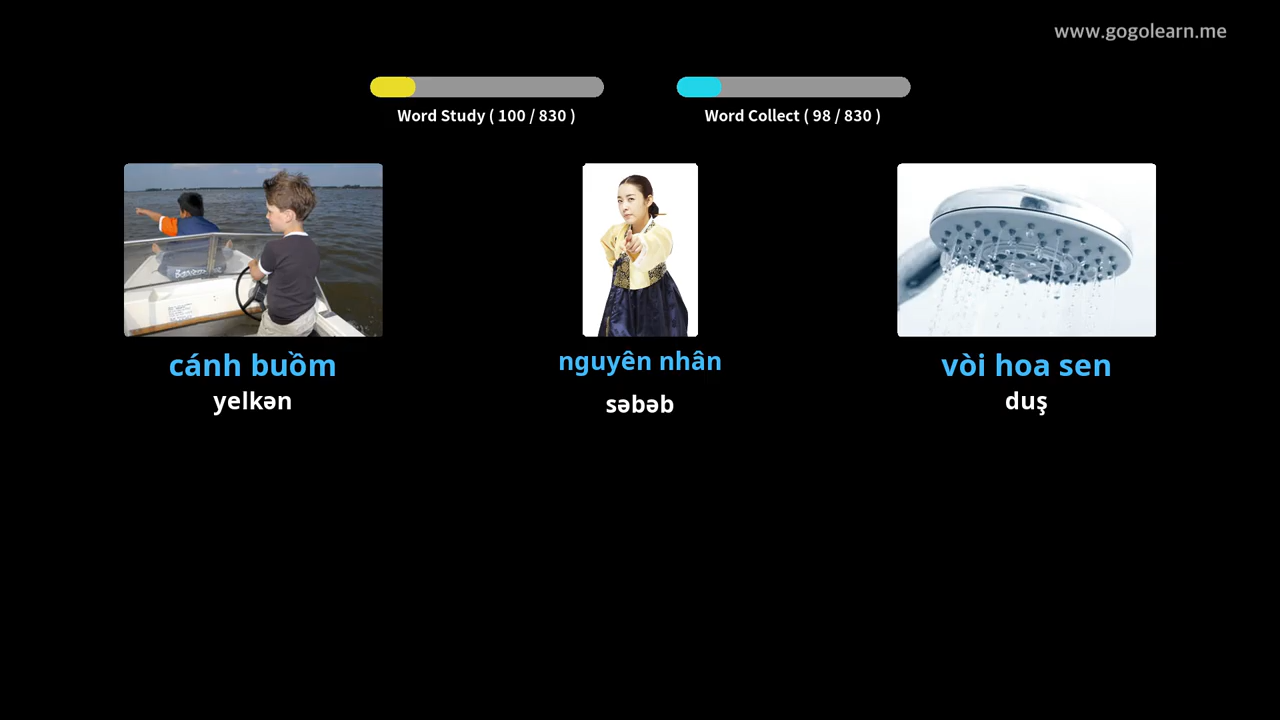 www.gogolearn.me
Word Study ( 100 / 830 )
Word Collect ( 98 / 830 )
cánh buồm
yelkən
nguyên nhân
səbəb
vòi hoa sen
duş